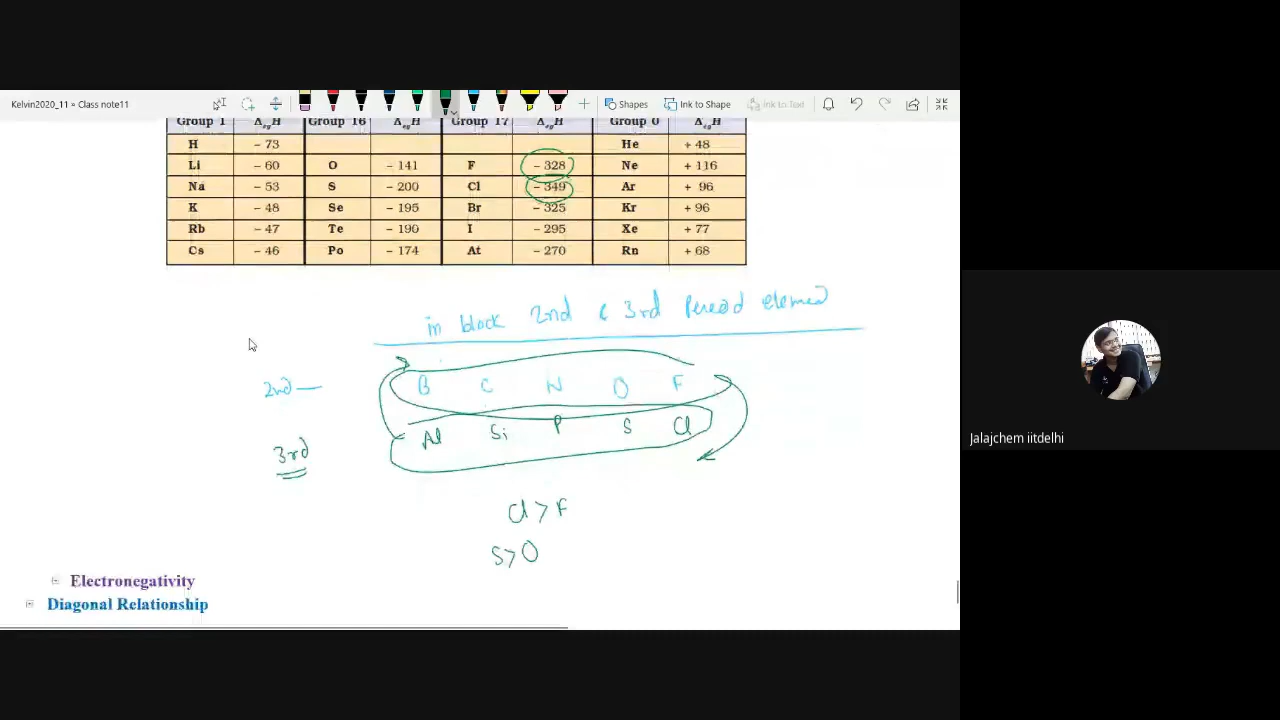 Kelvin2020_11 » Class note11
Shapes Ink to Shape Ink to Text
Group 1 ΔegH Group 16 ΔegH Group 17 ΔegH Group 0 ΔegH
H – 73 He + 48
Li – 60 O – 141 F – 328 Ne + 116
Na – 53 S – 200 Cl – 349 Ar + 96
K – 48 Se – 195 Br – 325 Kr + 96
Rb – 47 Te – 190 I – 295 Xe + 77
Cs – 46 Po – 174 At – 270 Rn + 68
in block 2nd & 3rd Period
2nd — B C N O F
3rd Al Si P S Cl
Cl > F
S > O
Electronegativity
Diagonal Relationship
Jalajchem iitdelhi